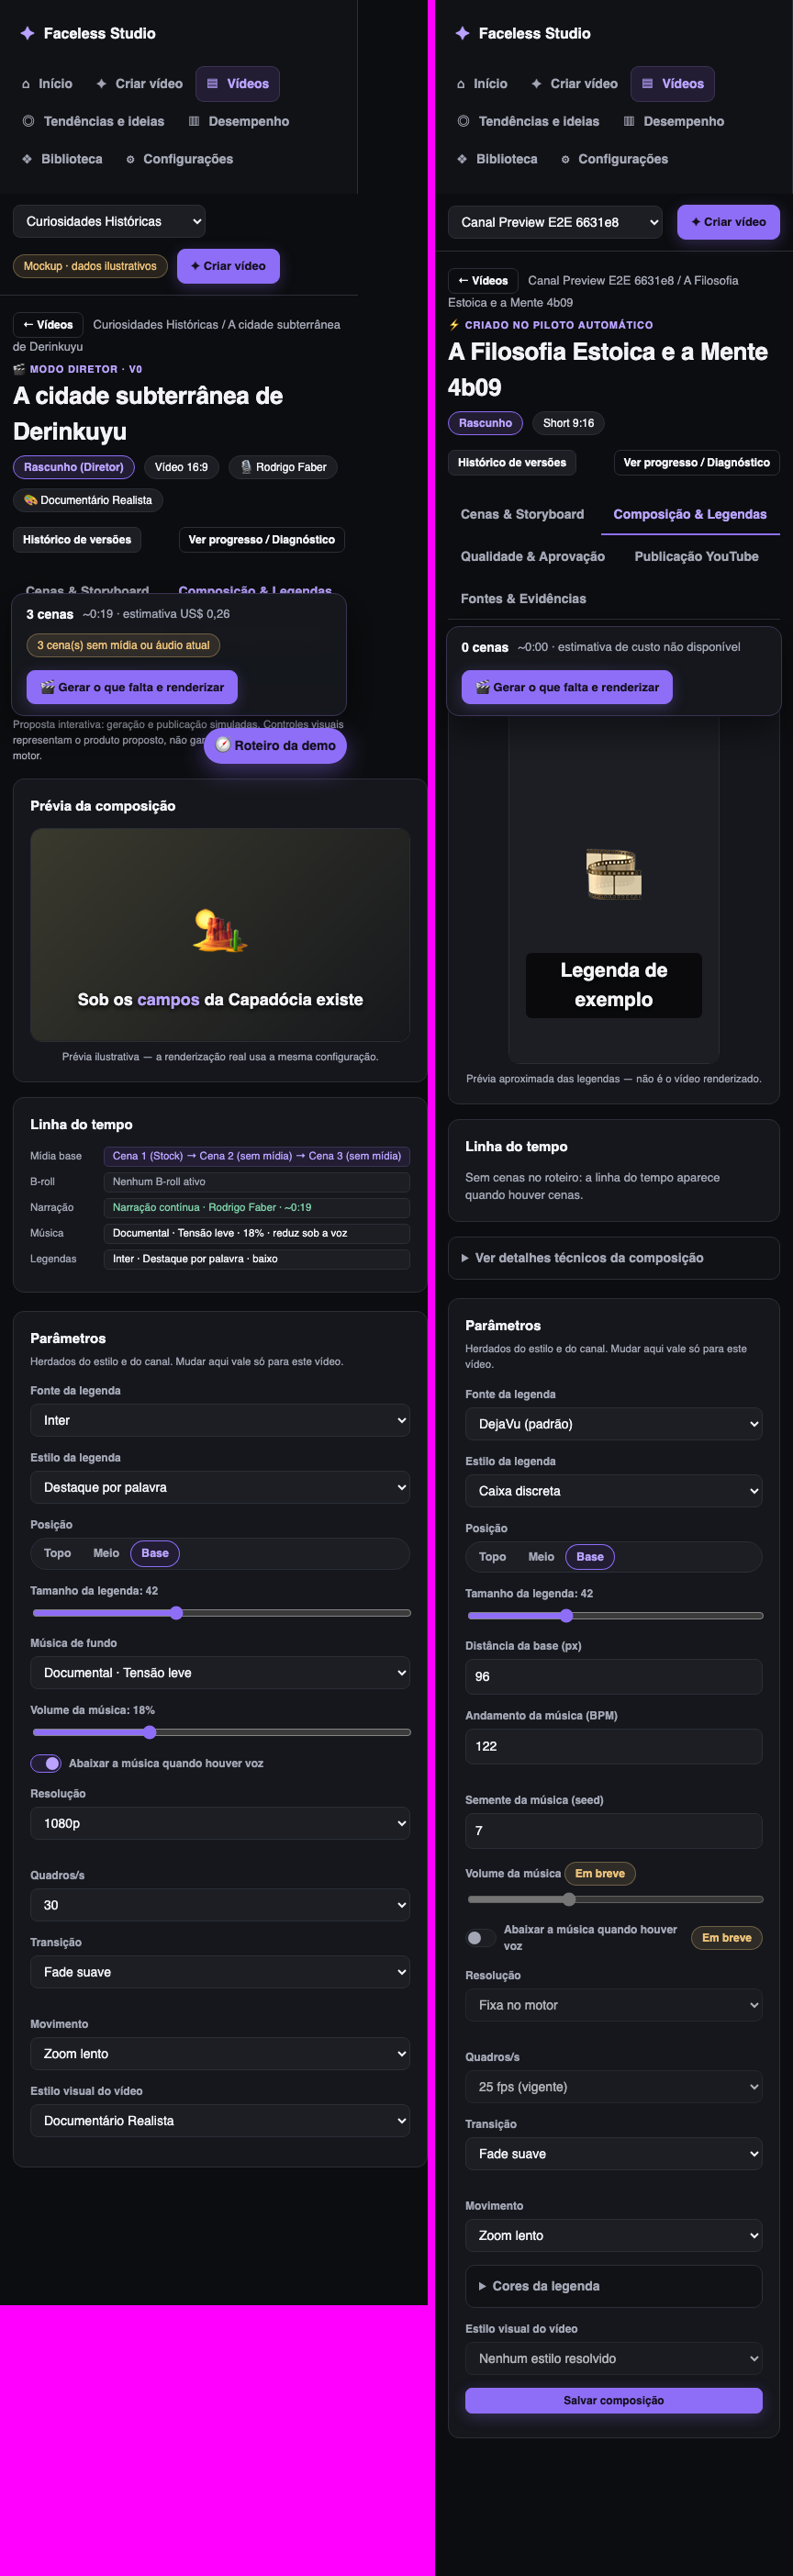 Faceless Studio
Início
Criar vídeo
Vídeos
Tendências e ideias
Desempenho
Biblioteca
Configurações
Curiosidades Históricas
Mockup · dados ilustrativos
✦ Criar vídeo
← Vídeos
Curiosidades Históricas / A cidade subterrânea
de Derinkuyu
🎬 MODO DIRETOR · V0
A cidade subterrânea de
Derinkuyu
Rascunho (Diretor)
Vídeo 16:9
🎙️ Rodrigo Faber
🎨 Documentário Realista
Histórico de versões
Ver progresso / Diagnóstico
Cenas & Storyboard
Composição & Legendas
3 cenas ~0:19 · estimativa US$ 0,26
3 cena(s) sem mídia ou áudio atual
🎬 Gerar o que falta e renderizar
Proposta interativa: geração e publicação simuladas. Controles visuais
representam o produto proposto, não
motor.
🧭 Roteiro da demo
Prévia da composição
Sob os campos da Capadócia existe
Prévia ilustrativa — a renderização real usa a mesma configuração.
Linha do tempo
Mídia base
Cena 1 (Stock) → Cena 2 (sem mídia) → Cena 3 (sem mídia)
B-roll
Nenhum B-roll ativo
Narração
Narração contínua · Rodrigo Faber · ~0:19
Música
Documental · Tensão leve · 18% · reduz sob a voz
Legendas
Inter · Destaque por palavra · baixo
Parâmetros
Herdados do estilo e do canal. Mudar aqui vale só para este vídeo.
Fonte da legenda
Inter
Estilo da legenda
Destaque por palavra
Posição
Topo
Meio
Base
Tamanho da legenda: 42
Música de fundo
Documental · Tensão leve
Volume da música: 18%
Abaixar a música quando houver voz
Resolução
1080p
Quadros/s
30
Transição
Fade suave
Movimento
Zoom lento
Estilo visual do vídeo
Documentário Realista
Faceless Studio
Início
Criar vídeo
Vídeos
Tendências e ideias
Desempenho
Biblioteca
Configurações
Canal Preview E2E 6631e8
✦ Criar vídeo
← Vídeos
Canal Preview E2E 6631e8 / A Filosofia
Estoica e a Mente 4b09
⚡ CRIADO NO PILOTO AUTOMÁTICO
A Filosofia Estoica e a Mente
4b09
Rascunho
Short 9:16
Histórico de versões
Ver progresso / Diagnóstico
Cenas & Storyboard
Composição & Legendas
Qualidade & Aprovação
Publicação YouTube
Fontes & Evidências
0 cenas ~0:00 · estimativa de custo não disponível
🎬 Gerar o que falta e renderizar
Legenda de
exemplo
Prévia aproximada das legendas — não é o vídeo renderizado.
Linha do tempo
Sem cenas no roteiro: a linha do tempo aparece
quando houver cenas.
▶ Ver detalhes técnicos da composição
Parâmetros
Herdados do estilo e do canal. Mudar aqui vale só para este
vídeo.
Fonte da legenda
DejaVu (padrão)
Estilo da legenda
Caixa discreta
Posição
Topo
Meio
Base
Tamanho da legenda: 42
Distância da base (px)
96
Andamento da música (BPM)
122
Semente da música (seed)
7
Volume da música
Em breve
Abaixar a música quando houver
voz
Em breve
Resolução
Fixa no motor
Quadros/s
25 fps (vigente)
Transição
Fade suave
Movimento
Zoom lento
▶ Cores da legenda
Estilo visual do vídeo
Nenhum estilo resolvido
Salvar composição